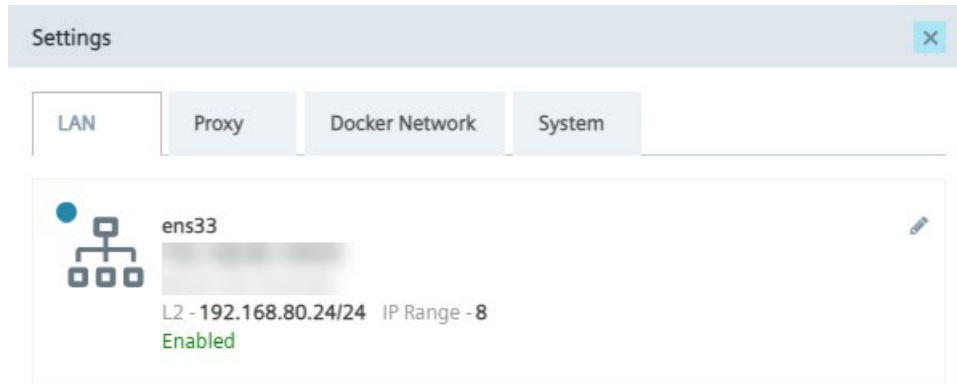 Settings
LAN Proxy Docker Network System
ens33
L2 - 192.168.80.24/24 IP Range - 8
Enabled